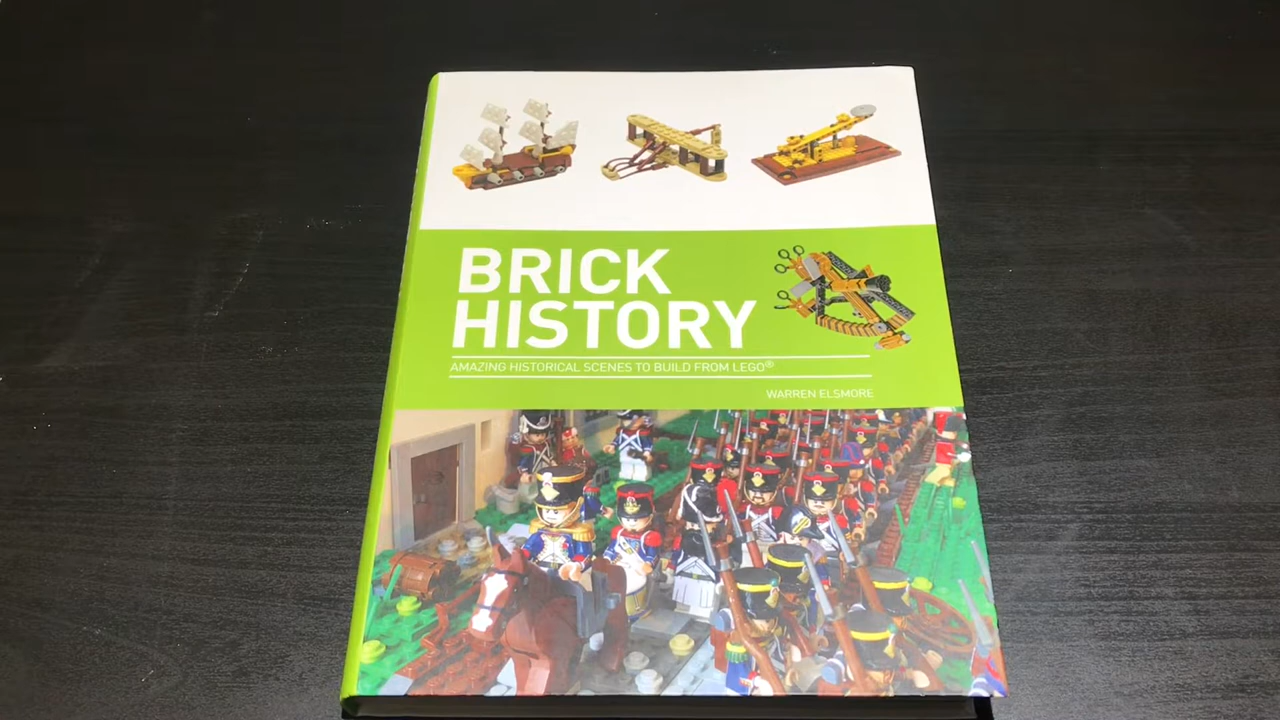 BRICK
HISTORY
AMAZING HISTORICAL SCENES TO BUILD FROM LEGO®
WARREN ELSMORE